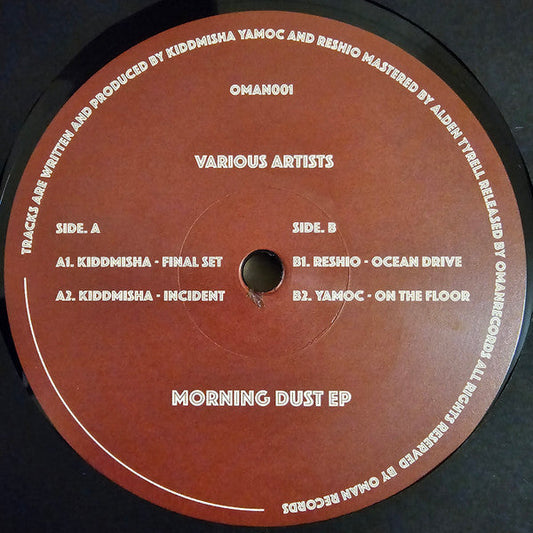 TRACKS ARE WRITTEN AND PRODUCED BY KIDDMISHA YAMOC AND RESHIO MASTERED BY ALDEN TYRELL RELEASED BY OMANRECORDS ALL RIGHTS RESERVED BY OMAN RECORDS
OMAN001
VARIOUS ARTISTS
SIDE. A
A1. KIDDMISHA - FINAL SET
A2. KIDDMISHA - INCIDENT
SIDE. B
B1. RESHIO - OCEAN DRIVE
B2. YAMOC - ON THE FLOOR
MORNING DUST EP